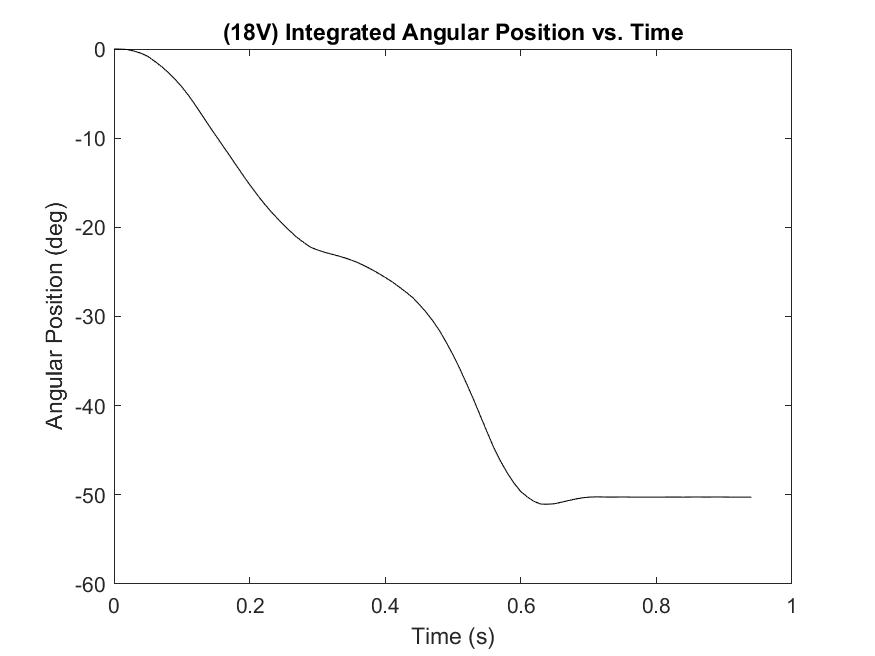 (18V) Integrated Angular Position vs. Time
0
-10
-20
-30
-40
-50
-60
Angular Position (deg)
0 0.2 0.4 0.6 0.8 1
Time (s)